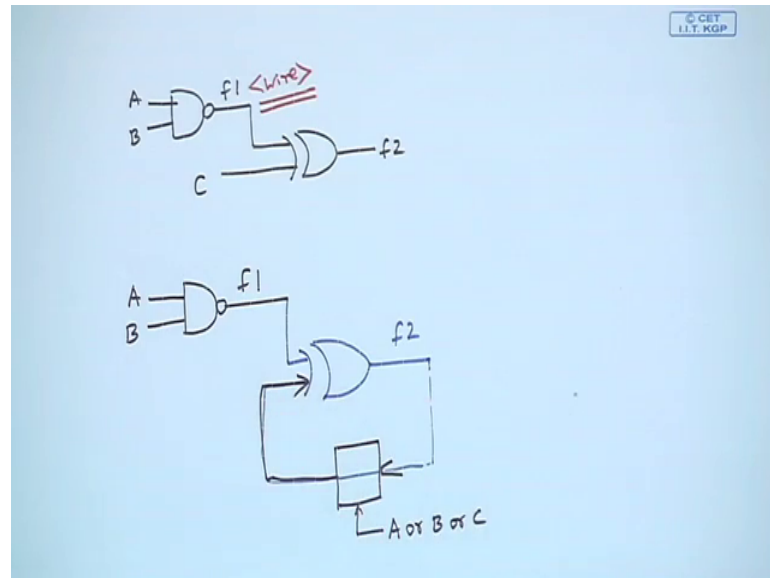 © CET
I.I.T. KGP
A
B
f1 <wire>
C
f2
A
B
f1
f2
A or B or C